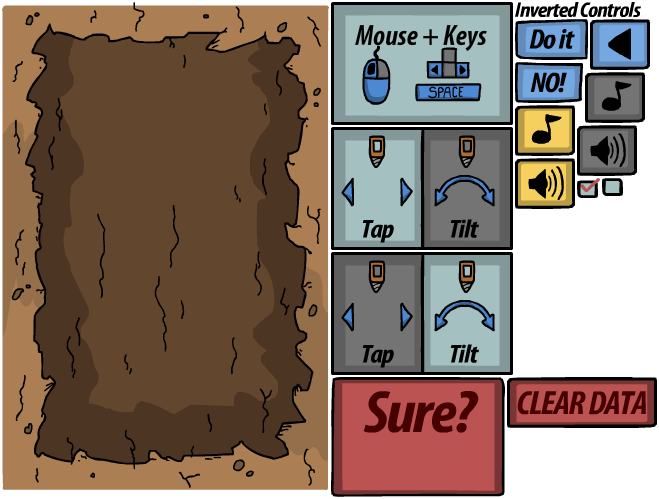 Inverted Controls
Mouse + Keys
Do it
NO!
SPACE
Tap
Tilt
Tap
Tilt
Sure?
CLEAR DATA